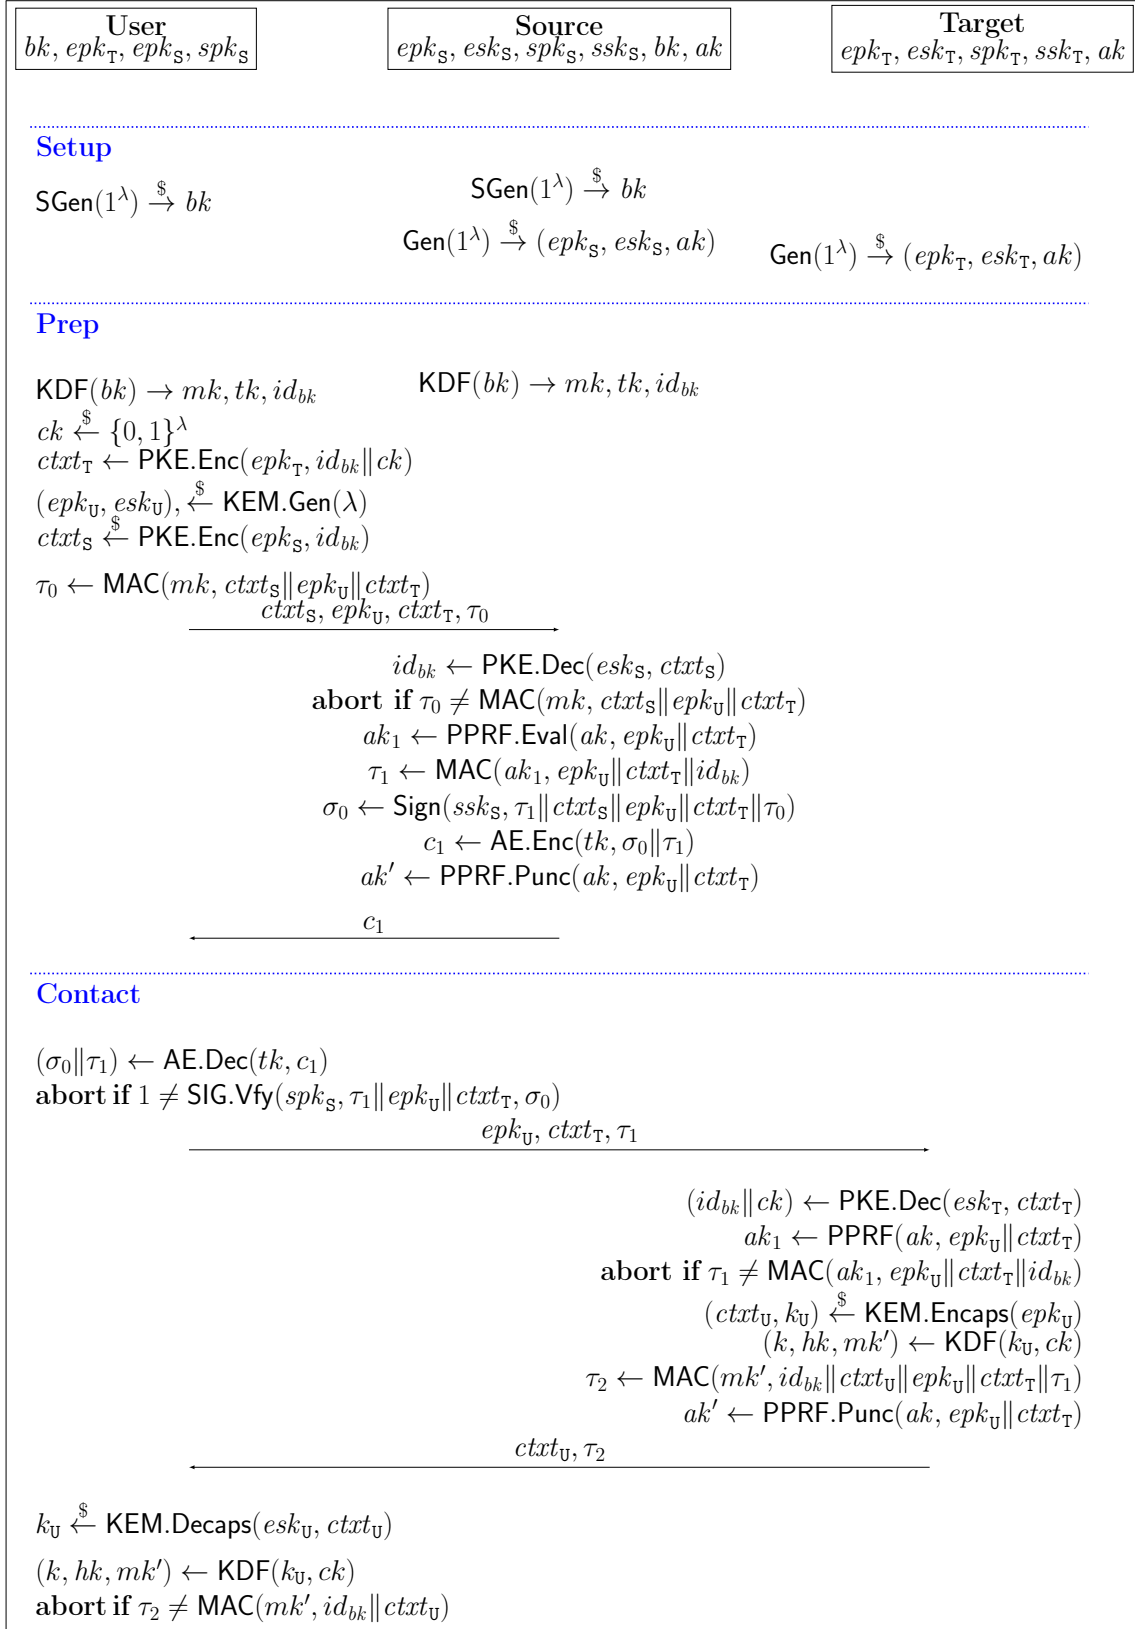 User
bk, epk_T, epk_S, spk_S
Source
epk_S, esk_S, spk_S, ssk_S, bk, ak
Target
epk_T, esk_T, spk_T, ssk_T, ak
Setup
SGen(1^λ) →$ bk
SGen(1^λ) →$ bk
Gen(1^λ) →$ (epk_S, esk_S, ak)
Gen(1^λ) →$ (epk_T, esk_T, ak)
Prep
KDF(bk) → mk, tk, id_bk
KDF(bk) → mk, tk, id_bk
ck ←$ {0, 1}^λ
ctxt_T ← PKE.Enc(epk_T, id_bk‖ck)
(epk_U, esk_U), ←$ KEM.Gen(λ)
ctxt_S ←$ PKE.Enc(epk_S, id_bk)
τ_0 ← MAC(mk, ctxt_S‖epk_U‖ctxt_T)
ctxt_S, epk_U, ctxt_T, τ_0
id_bk ← PKE.Dec(esk_S, ctxt_S)
abort if τ_0 ≠ MAC(mk, ctxt_S‖epk_U‖ctxt_T)
ak_1 ← PPRF.Eval(ak, epk_U‖ctxt_T)
τ_1 ← MAC(ak_1, epk_U‖ctxt_T‖id_bk)
σ_0 ← Sign(ssk_S, τ_1‖ctxt_S‖epk_U‖ctxt_T‖τ_0)
c_1 ← AE.Enc(tk, σ_0‖τ_1)
ak′ ← PPRF.Punc(ak, epk_U‖ctxt_T)
c_1
Contact
(σ_0‖τ_1) ← AE.Dec(tk, c_1)
abort if 1 ≠ SIG.Vfy(spk_S, τ_1‖epk_U‖ctxt_T, σ_0)
epk_U, ctxt_T, τ_1
(id_bk‖ck) ← PKE.Dec(esk_T, ctxt_T)
ak_1 ← PPRF(ak, epk_U‖ctxt_T)
abort if τ_1 ≠ MAC(ak_1, epk_U‖ctxt_T‖id_bk)
(ctxt_U, k_U) ←$ KEM.Encaps(epk_U)
(k, hk, mk′) ← KDF(k_U, ck)
τ_2 ← MAC(mk′, id_bk‖ctxt_U‖epk_U‖ctxt_T‖τ_1)
ak′ ← PPRF.Punc(ak, epk_U‖ctxt_T)
ctxt_U, τ_2
k_U ←$ KEM.Decaps(esk_U, ctxt_U)
(k, hk, mk′) ← KDF(k_U, ck)
abort if τ_2 ≠ MAC(mk′, id_bk‖ctxt_U)